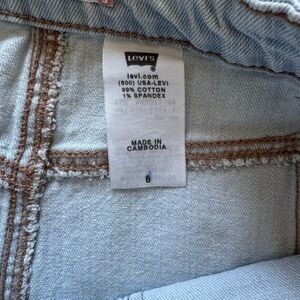 LEVI'S
levi.com
(800) USA-LEVI
99% COTTON
1% SPANDEX
MADE IN
CAMBODIA
6